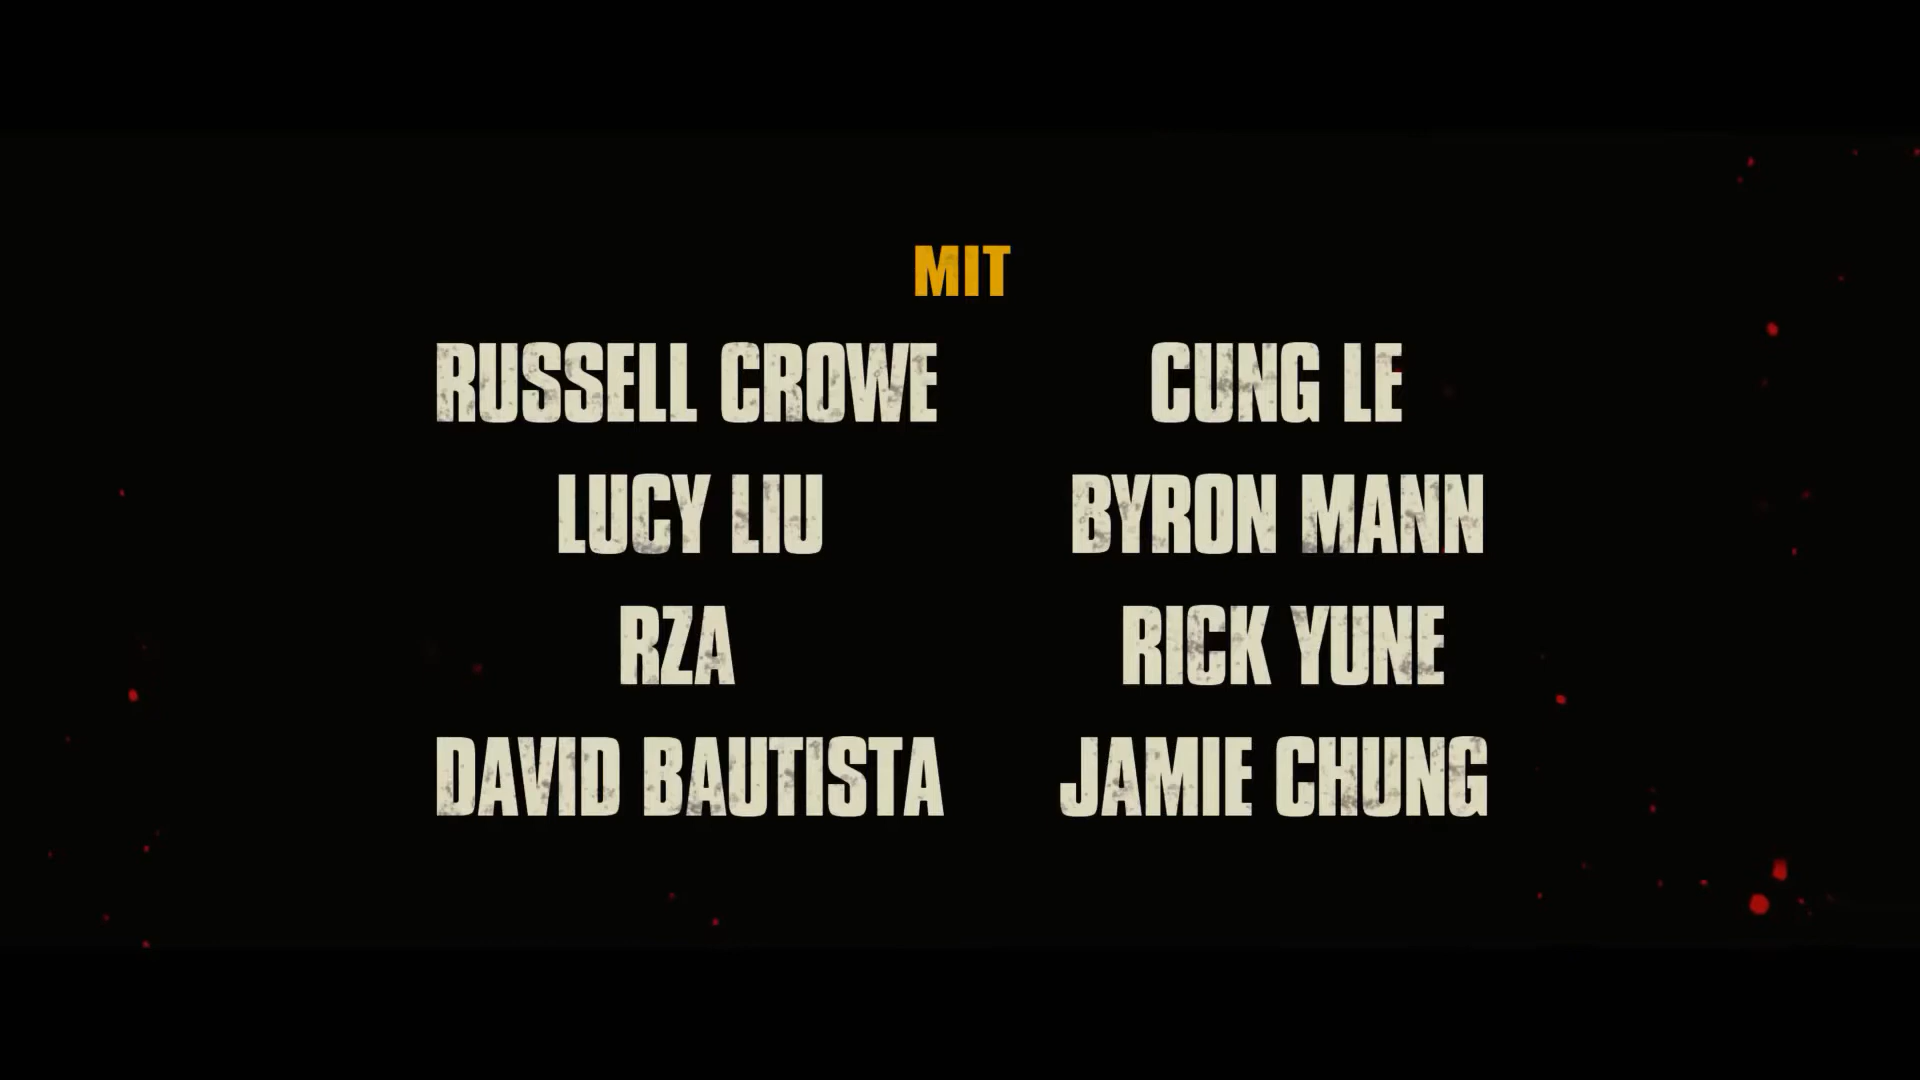 MIT
RUSSELL CROWE
LUCY LIU
RZA
DAVID BAUTISTA
CUNG LE
BYRON MANN
RICK YUNE
JAMIE CHUNG